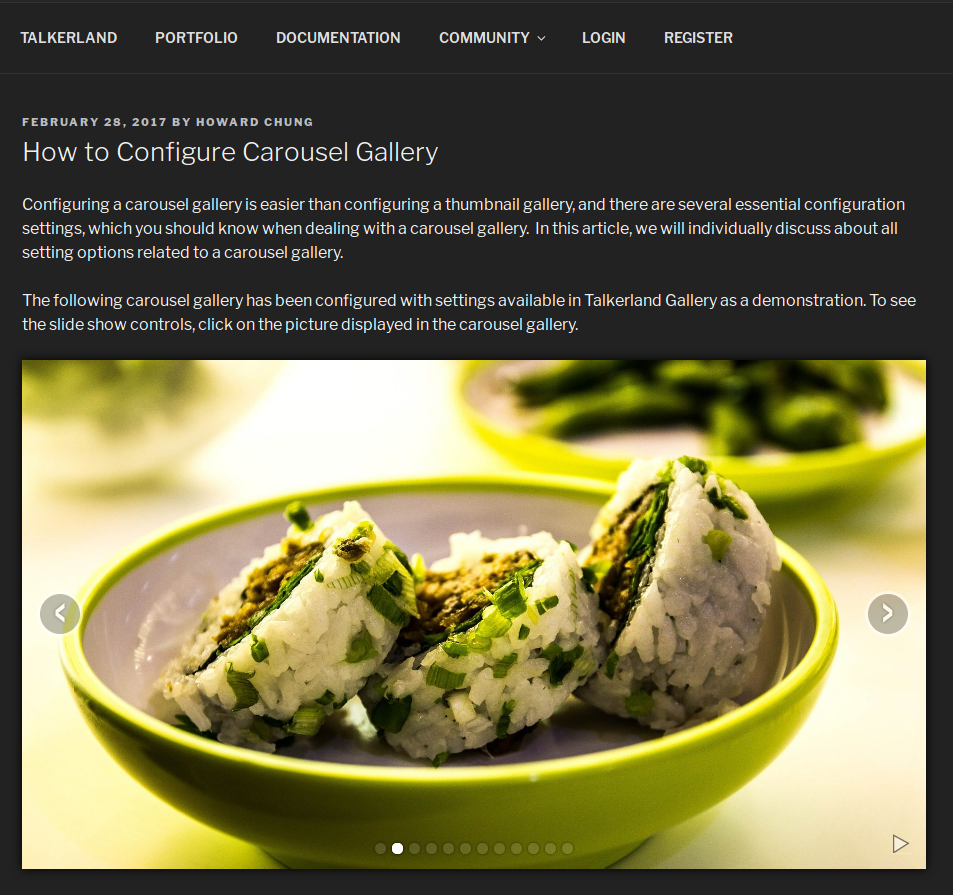 TALKERLAND PORTFOLIO DOCUMENTATION COMMUNITY LOGIN REGISTER
FEBRUARY 28, 2017 BY HOWARD CHUNG
How to Configure Carousel Gallery
Configuring a carousel gallery is easier than configuring a thumbnail gallery, and there are several essential configuration
settings, which you should know when dealing with a carousel gallery.  In this article, we will individually discuss about all
setting options related to a carousel gallery.
The following carousel gallery has been configured with settings available in Talkerland Gallery as a demonstration. To see
the slide show controls, click on the picture displayed in the carousel gallery.